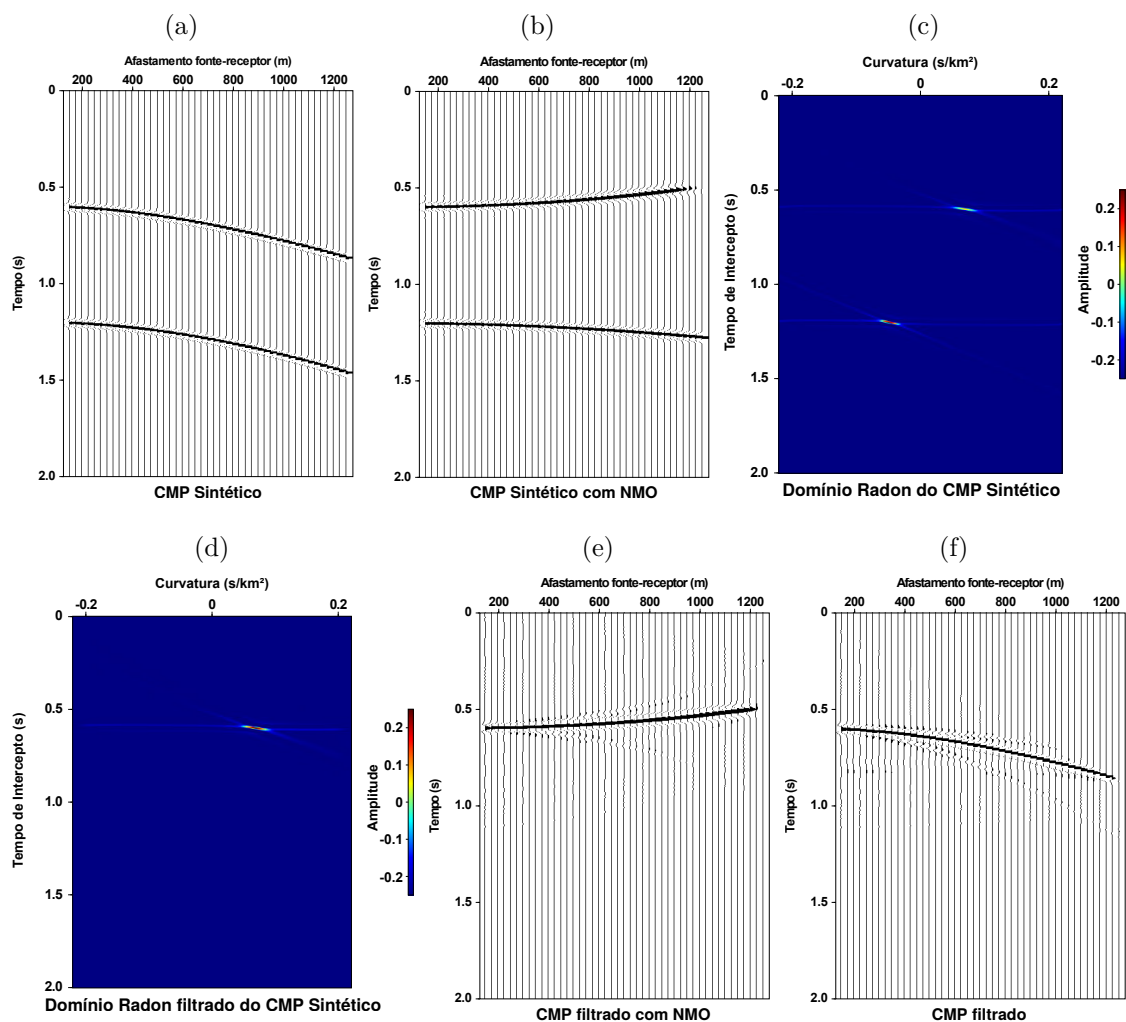 (a)
Afastamento fonte-receptor (m)
200 400 600 800 1000 1200
0
0.5
1.0
1.5
2.0
Tempo (s)
CMP Sintético
(b)
Afastamento fonte-receptor (m)
200 400 600 800 1000 1200
0
0.5
1.0
1.5
2.0
Tempo (s)
CMP Sintético com NMO
(c)
Curvatura (s/km²)
-0.2 0 0.2
0
0.5
1.0
1.5
2.0
Tempo de Intercepto (s)
0.2
0.1
0
-0.1
-0.2
Amplitude
Domínio Radon do CMP Sintético
(d)
Curvatura (s/km²)
-0.2 0 0.2
0
0.5
1.0
1.5
2.0
Tempo de Intercepto (s)
0.2
0.1
0
-0.1
-0.2
Amplitude
Domínio Radon filtrado do CMP Sintético
(e)
Afastamento fonte-receptor (m)
200 400 600 800 1000 1200
0
0.5
1.0
1.5
2.0
Tempo (s)
CMP filtrado com NMO
(f)
Afastamento fonte-receptor (m)
200 400 600 800 1000 1200
0
0.5
1.0
1.5
2.0
Tempo (s)
CMP filtrado